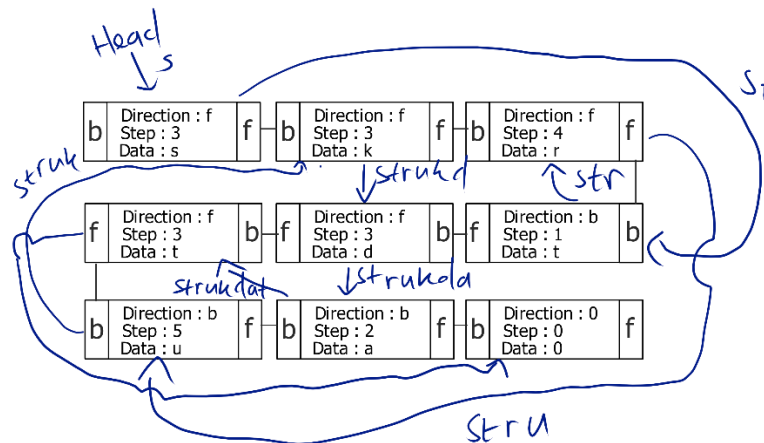 Head
s
b Direction : f Step : 3 Data : s f
b Direction : f Step : 3 Data : k f
b Direction : f Step : 4 Data : r f
struk
strukd
str
f Direction : f Step : 3 Data : t b
f Direction : f Step : 3 Data : d b
f Direction : b Step : 1 Data : t b
strukdat
strukda
b Direction : b Step : 5 Data : u f
b Direction : b Step : 2 Data : a f
b Direction : 0 Step : 0 Data : 0 f
stru